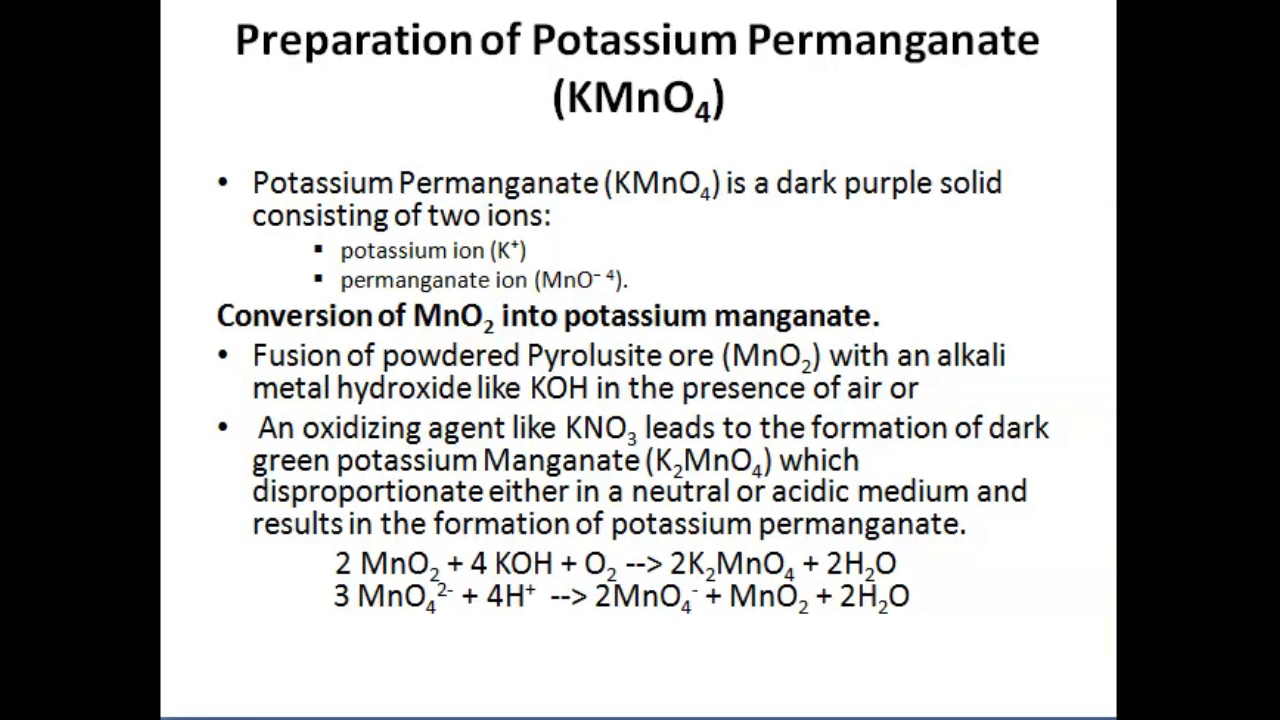 Preparation of Potassium Permanganate
(KMnO₄)
• Potassium Permanganate (KMnO₄) is a dark purple solid
consisting of two ions:
▪ potassium ion (K⁺)
▪ permanganate ion (MnO⁻ ⁴).
Conversion of MnO₂ into potassium manganate.
• Fusion of powdered Pyrolusite ore (MnO₂) with an alkali
metal hydroxide like KOH in the presence of air or
• An oxidizing agent like KNO₃ leads to the formation of dark
green potassium Manganate (K₂MnO₄) which
disproportionate either in a neutral or acidic medium and
results in the formation of potassium permanganate.
2 MnO₂ + 4 KOH + O₂ --> 2K₂MnO₄ + 2H₂O
3 MnO₄²⁻ + 4H⁺ --> 2MnO₄⁻ + MnO₂ + 2H₂O